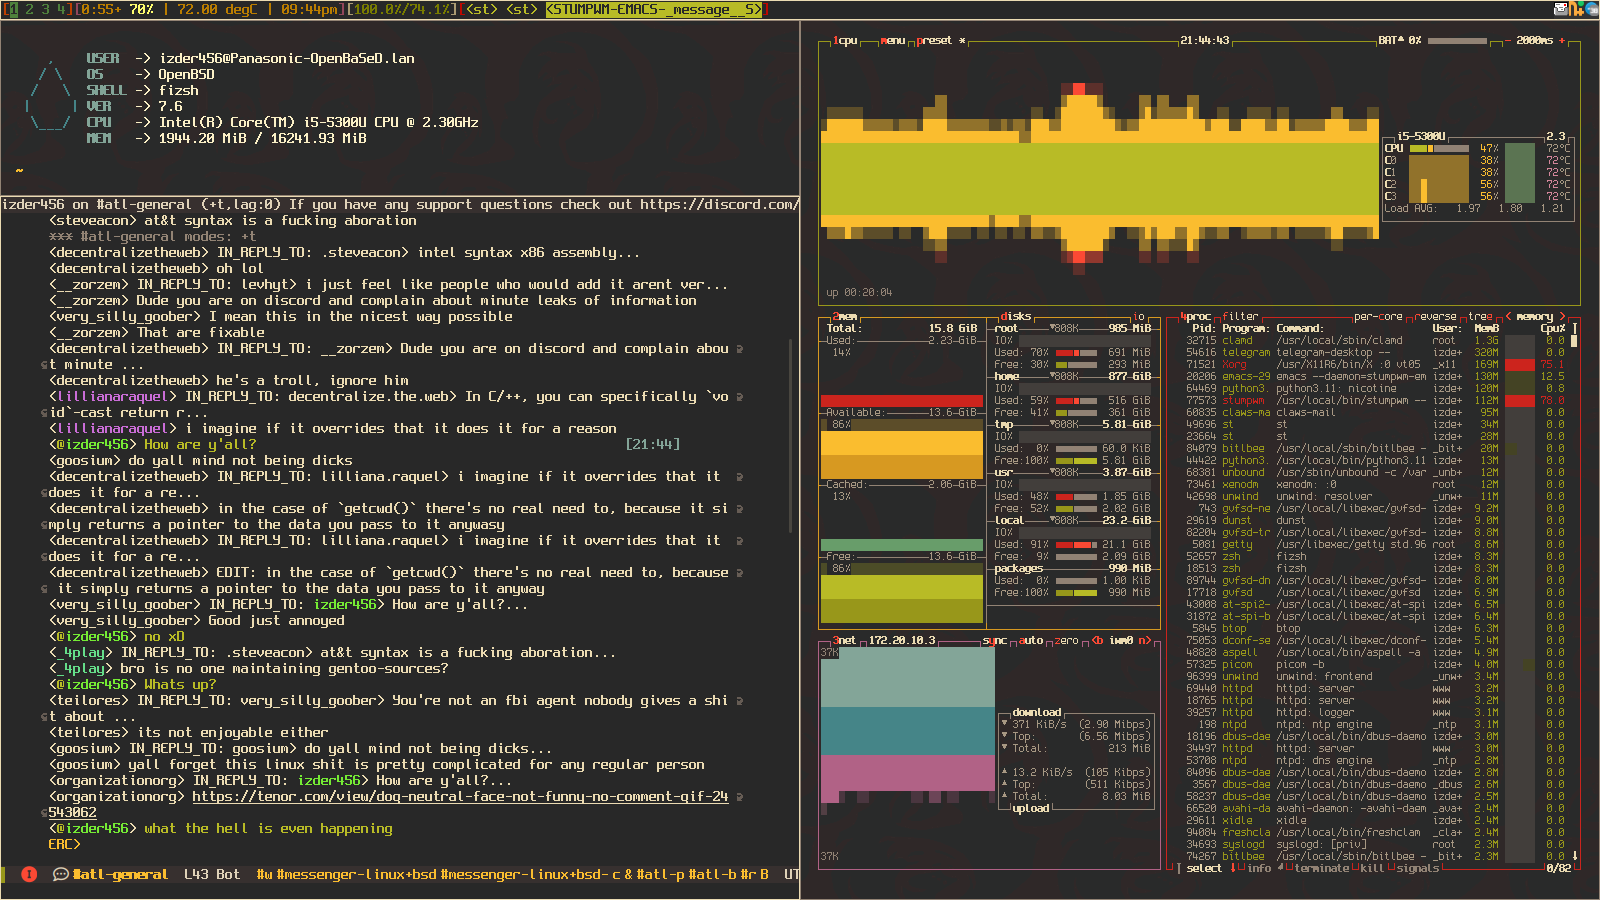 [1 2 3 4][0:55+ 70% | 72.00 degC | 09:44pm][100.0%/74.1%][<st> <st> <STUMPWM-EMACS-_message__S>]
USER -> izder456@Panasonic-OpenBaSeD.lan
OS -> OpenBSD
SHELL -> fizsh
VER -> 7.6
CPU -> Intel(R) Core(TM) i5-5300U CPU @ 2.30GHz
MEM -> 1944.20 MiB / 16241.93 MiB
~
izder456 on #atl-general (+t,lag:0) If you have any support questions check out https://discord.com/
<steveacon> at&t syntax is a fucking aboration
*** #atl-general modes: +t
<decentralizetheweb> IN_REPLY_TO: .steveacon> intel syntax x86 assembly...
<decentralizetheweb> oh lol
<__zorzem> IN_REPLY_TO: levhyt> i just feel like people who would add it arent ver...
<__zorzem> Dude you are on discord and complain about minute leaks of information
<very_silly_goober> I mean this in the nicest way possible
<__zorzem> That are fixable
<decentralizetheweb> IN_REPLY_TO: __zorzem> Dude you are on discord and complain abou
t minute ...
<decentralizetheweb> he's a troll, ignore him
<lillianaraquel> IN_REPLY_TO: decentralize.the.web> In C/++, you can specifically `vo
id`-cast return r...
<lillianaraquel> i imagine if it overrides that it does it for a reason
<@izder456> How are y'all? [21:44]
<goosium> do yall mind not being dicks
<decentralizetheweb> IN_REPLY_TO: lilliana.raquel> i imagine if it overrides that it
does it for a re...
<decentralizetheweb> in the case of `getcwd()` there's no real need to, because it si
mply returns a pointer to the data you pass to it anywasy
<decentralizetheweb> IN_REPLY_TO: lilliana.raquel> i imagine if it overrides that it
does it for a re...
<decentralizetheweb> EDIT: in the case of `getcwd()` there's no real need to, because
it simply returns a pointer to the data you pass to it anyway
<very_silly_goober> IN_REPLY_TO: izder456> How are y'all?...
<very_silly_goober> Good just annoyed
<@izder456> no xD
<_4play> IN_REPLY_TO: .steveacon> at&t syntax is a fucking aboration...
<_4play> bro is no one maintaining gentoo-sources?
<@izder456> Whats up?
<teilores> IN_REPLY_TO: very_silly_goober> You're not an fbi agent nobody gives a shi
t about ...
<teilores> its not enjoyable either
<goosium> IN_REPLY_TO: goosium> do yall mind not being dicks...
<goosium> yall forget this linux shit is pretty complicated for any regular person
<organizationorg> IN_REPLY_TO: izder456> How are y'all?...
<organizationorg> https://tenor.com/view/dog-neutral-face-not-funny-no-comment-gif-24
543062
<@izder456> what the hell is even happening
ERC>
#atl-general L43 Bot #w #messenger-linux+bsd #messenger-linux+bsd- c & #atl-p #atl-b #r B UT
1cpu menu preset * 21:44:43 BAT▲ 0% - 2000ms +
i5-5300U 2.3
CPU 47% 72°C
C0 38% 72°C
C1 38% 72°C
C2 56% 72°C
C3 56% 72°C
Load AVG: 1.97 1.80 1.21
up 00:20:04
2mem
Total: 15.8 GiB
Used: 2.23 GiB
14%
Available: 13.6 GiB
86%
Cached: 2.06 GiB
13%
Free: 13.6 GiB
86%
disks io
root ▼808K 985 MiB
IO%
Used: 70% 691 MiB
Free: 30% 293 MiB
home ▼808K 877 GiB
IO%
Used: 59% 516 GiB
Free: 41% 361 GiB
tmp ▼808K 5.81 GiB
IO%
Used: 0% 60.0 KiB
Free:100% 5.81 GiB
usr ▼808K 3.87 GiB
IO%
Used: 48% 1.85 GiB
Free: 52% 2.02 GiB
local ▼808K 23.2 GiB
IO%
Used: 91% 21.1 GiB
Free: 9% 2.09 GiB
packages 990 MiB
Used: 0% 1.00 KiB
Free:100% 990 MiB
3net 172.20.10.3 sync auto zero <b iwm0 n>
37K
download
▼ 371 KiB/s (2.90 Mibps)
▼ Top: (6.56 Mibps)
▼ Total: 213 MiB
▲ 13.2 KiB/s (105 Kibps)
▲ Top: (511 Kibps)
▲ Total: 8.03 MiB
upload
37K
4proc filter per-core reverse tree < memory >
Pid: Program: Command: User: MemB Cpu%
32715 clamd /usr/local/sbin/clamd root 1.3G 0.0
54616 telegram telegram-desktop -- izde+ 320M 0.0
71521 Xorg /usr/X11R6/bin/X :0 vt05 _x11 169M 75.1
20206 emacs-29 emacs --daemon=stumpwm-em izde+ 130M 12.5
64469 python3. python3.11: nicotine izde+ 120M 0.8
77573 stumpwm /usr/local/bin/stumpwm -- izde+ 112M 78.0
60835 claws-ma claws-mail izde+ 95M 0.0
49696 st st izde+ 34M 0.0
23664 st st izde+ 28M 0.0
84079 bitlbee /usr/local/sbin/bitlbee - _bit+ 20M 0.0
44422 python3. /usr/local/bin/python3.11 izde+ 13M 0.0
68381 unbound /usr/sbin/unbound -c /var _unb+ 12M 0.0
73461 xenodm xenodm: :0 root 12M 0.0
42698 unwind unwind: resolver _unw+ 11M 0.0
743 gvfsd-ne /usr/local/libexec/gvfsd- izde+ 9.2M 0.0
29619 dunst dunst izde+ 9.0M 0.0
82204 gvfsd-tr /usr/local/libexec/gvfsd- izde+ 8.8M 0.0
5081 getty /usr/libexec/getty std.96 root 8.6M 0.0
52657 zsh fizsh izde+ 8.3M 0.0
18513 zsh fizsh izde+ 8.3M 0.0
89744 gvfsd-dn /usr/local/libexec/gvfsd- izde+ 8.0M 0.0
17718 gvfsd /usr/local/libexec/gvfsd izde+ 6.9M 0.0
43008 at-spi2- /usr/local/libexec/at-spi izde+ 6.5M 0.0
31872 at-spi-b /usr/local/libexec/at-spi izde+ 6.4M 0.0
5845 btop btop izde+ 6.3M 0.0
75053 dconf-se /usr/local/libexec/dconf- izde+ 5.4M 0.0
48828 aspell /usr/local/bin/aspell -a izde+ 4.9M 0.0
57325 picom picom -b izde+ 4.0M 0.0
96399 unwind unwind: frontend _unw+ 3.4M 0.0
69440 httpd httpd: server www 3.2M 0.0
18765 httpd httpd: server www 3.2M 0.0
39257 httpd httpd: logger www 3.1M 0.0
198 ntpd ntpd: ntp engine _ntp 3.1M 0.0
18196 dbus-dae /usr/local/bin/dbus-daemo izde+ 3.0M 0.0
34497 httpd httpd: server www 3.0M 0.0
53708 ntpd ntpd: dns engine _ntp 2.8M 0.0
84096 dbus-dae /usr/local/bin/dbus-daemo izde+ 2.8M 0.0
3567 dbus-dae /usr/local/bin/dbus-daemo _dbus 2.6M 0.0
58237 dbus-dae /usr/local/bin/dbus-daemo izde+ 2.5M 0.0
66520 avahi-da avahi-daemon: -avahi-daem _ava+ 2.4M 0.0
29611 xidle xidle izde+ 2.4M 0.0
94084 freshcla /usr/local/bin/freshclam _cla+ 2.4M 0.0
34693 syslogd syslogd: [priv] root 2.3M 0.0
74267 bitlbee /usr/local/sbin/bitlbee - _bit+ 2.3M 0.0
↑ select ↓ info terminate kill signals 0/82